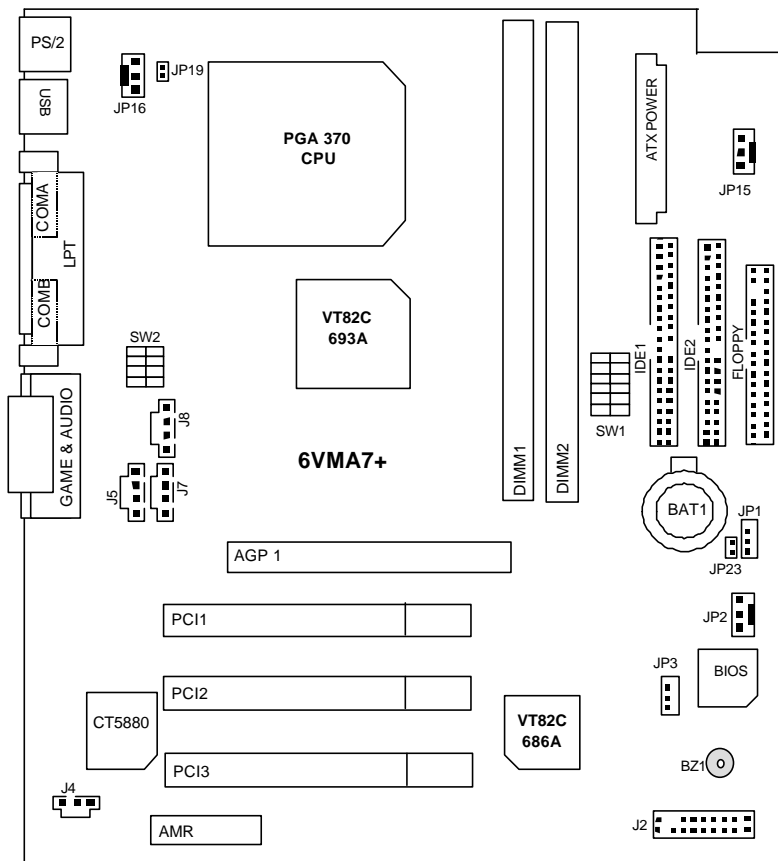 PS/2
USB
JP16
JP19
PGA 370
CPU
ATX POWER
JP15
COMA
COMB
LPT
VT82C
693A
SW2
IDE1
IDE2
FLOPPY
SW1
GAME & AUDIO
J8
J5
J7
6VMA7+
DIMM1
DIMM2
BAT1
JP1
JP23
AGP 1
JP2
PCI1
JP3
BIOS
PCI2
CT5880
VT82C
686A
PCI3
BZ1
J4
AMR
J2